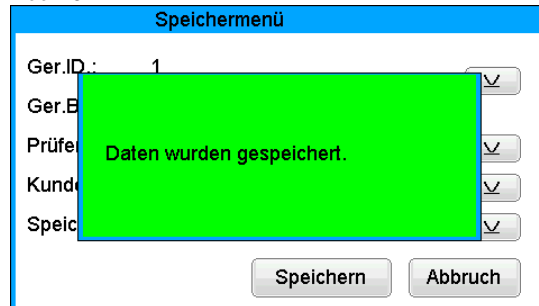 Speichermenü
Ger.ID.: 1
Ger.B
Prüfer
Daten wurden gespeichert.
Kunde
Speic
Speichern Abbruch